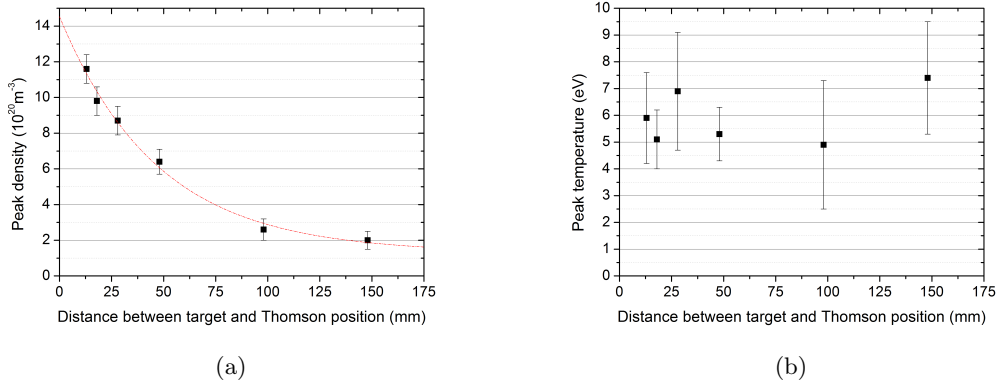 14
12
10
8
6
4
2
0
0 25 50 75 100 125 150 175
Peak density (10²⁰m⁻³)
Distance between target and Thomson position (mm)
(a)
10
9
8
7
6
5
4
3
2
1
0
0 25 50 75 100 125 150 175
Peak temperature (eV)
Distance between target and Thomson position (mm)
(b)